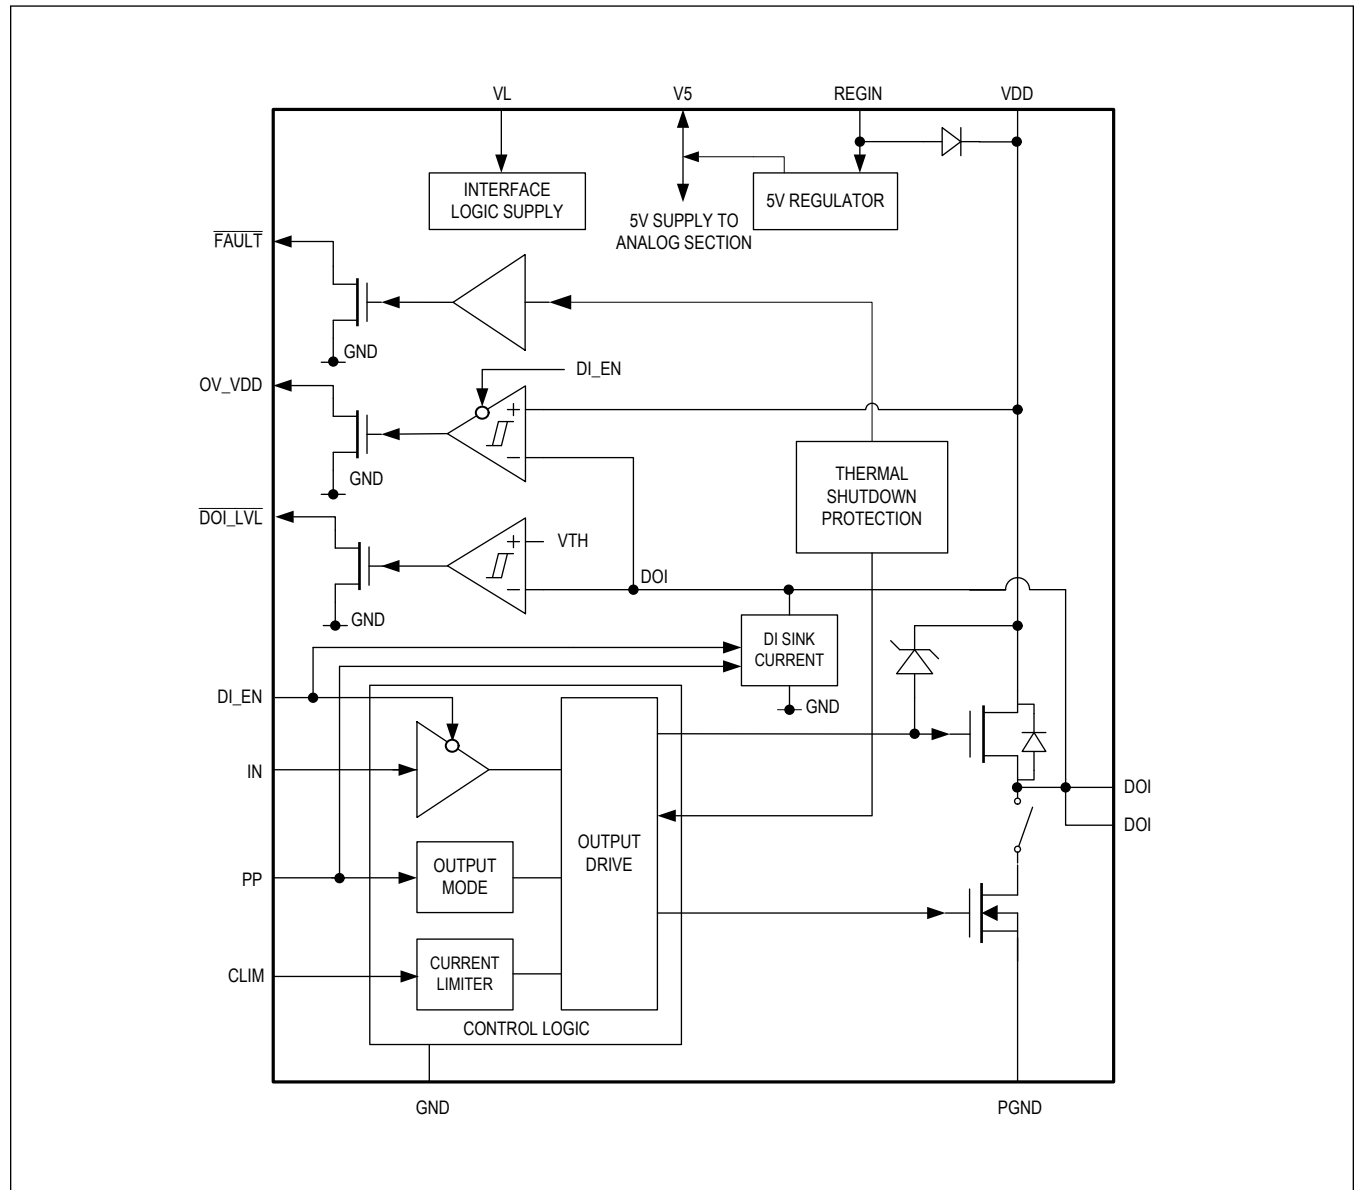 VL
V5
REGIN
VDD
INTERFACE
LOGIC SUPPLY
5V REGULATOR
5V SUPPLY TO
ANALOG SECTION
FAULT
GND
DI_EN
OV_VDD
+
−
GND
THERMAL
SHUTDOWN
PROTECTION
DOI_LVL
+
VTH
−
DOI
GND
DI SINK
CURRENT
DI_EN
GND
IN
DOI
DOI
OUTPUT
DRIVE
PP
OUTPUT
MODE
CLIM
CURRENT
LIMITER
CONTROL LOGIC
GND
PGND